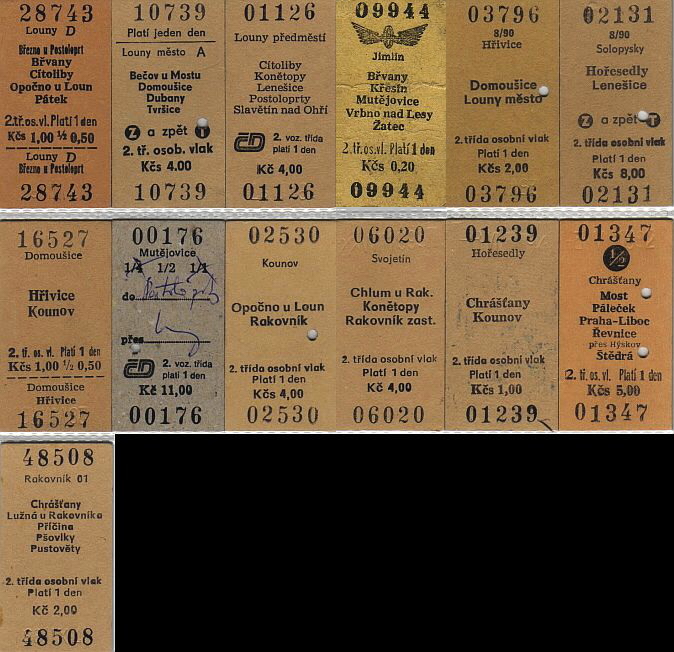 28743
Louny D
Březno u Postoloprt
Břvany
Cítoliby
Opočno u Loun
Pátek
2.tř.os.vl. Platí 1 den
Kčs 1,00 ½ 0,50
Louny D
Březno u Postoloprt
28743
10739
Platí jeden den
Louny město A
Bečov u Mostu
Domoušice
Dubany
Tvršice
Z a zpět T
2. tř. osob. vlak
Kčs 4.00
10739
01126
Louny předměstí
Cítoliby
Konětopy
Lenešice
Postoloprty
Slavětín nad Ohří
ČD 2. voz. třída
platí 1 den
Kč 4,00
01126
09944
Jimlín
Břvany
Křesín
Mutějovice
Vrbno nad Lesy
Žatec
2.tř.os.vl. Platí 1 den
Kčs 0,20
09944
03796
8/90
Hřivice
Domoušice
Louny město
2. třída osobní vlak
Platí 1 den
Kčs 2,00
03796
02131
8/90
Solopysky
Hořesedly
Lenešice
Z a zpět T
2. třída osobní vlak
Platí 1 den
Kčs 8,00
02131
16527
Domoušice
Hřivice
Kounov
2. tř. os. vl. Platí 1 den
Kčs 1,00 ½ 0,50
Domoušice
Hřivice
16527
00176
Mutějovice
1/4 1/2 1/1
do
přes
ČD 2. voz. třída
platí 1 den
Kč 11,00
00176
02530
Kounov
Opočno u Loun
Rakovník
2. třída osobní vlak
Platí 1 den
Kčs 4,00
02530
06020
Svojetín
Chlum u Rak.
Konětopy
Rakovník zast.
2. třída osobní vlak
Platí 1 den
Kč 4,00
06020
01239
Hořesedly
Chrášťany
Kounov
2. třída osobní vlak
Platí 1 den
Kčs 1,00
01239
01347
1/2
Chrášťany
Most
Páleček
Praha-Liboc
Řevnice
přes Hýskov
Štědrá
2. tř. os. vl. Platí 1 den
Kčs 5,00
01347
48508
Rakovník 01
Chrášťany
Lužná u Rakovníka
Příčina
Pšovlky
Pustověty
2. třída osobní vlak
Platí 1 den
Kč 2,00
48508